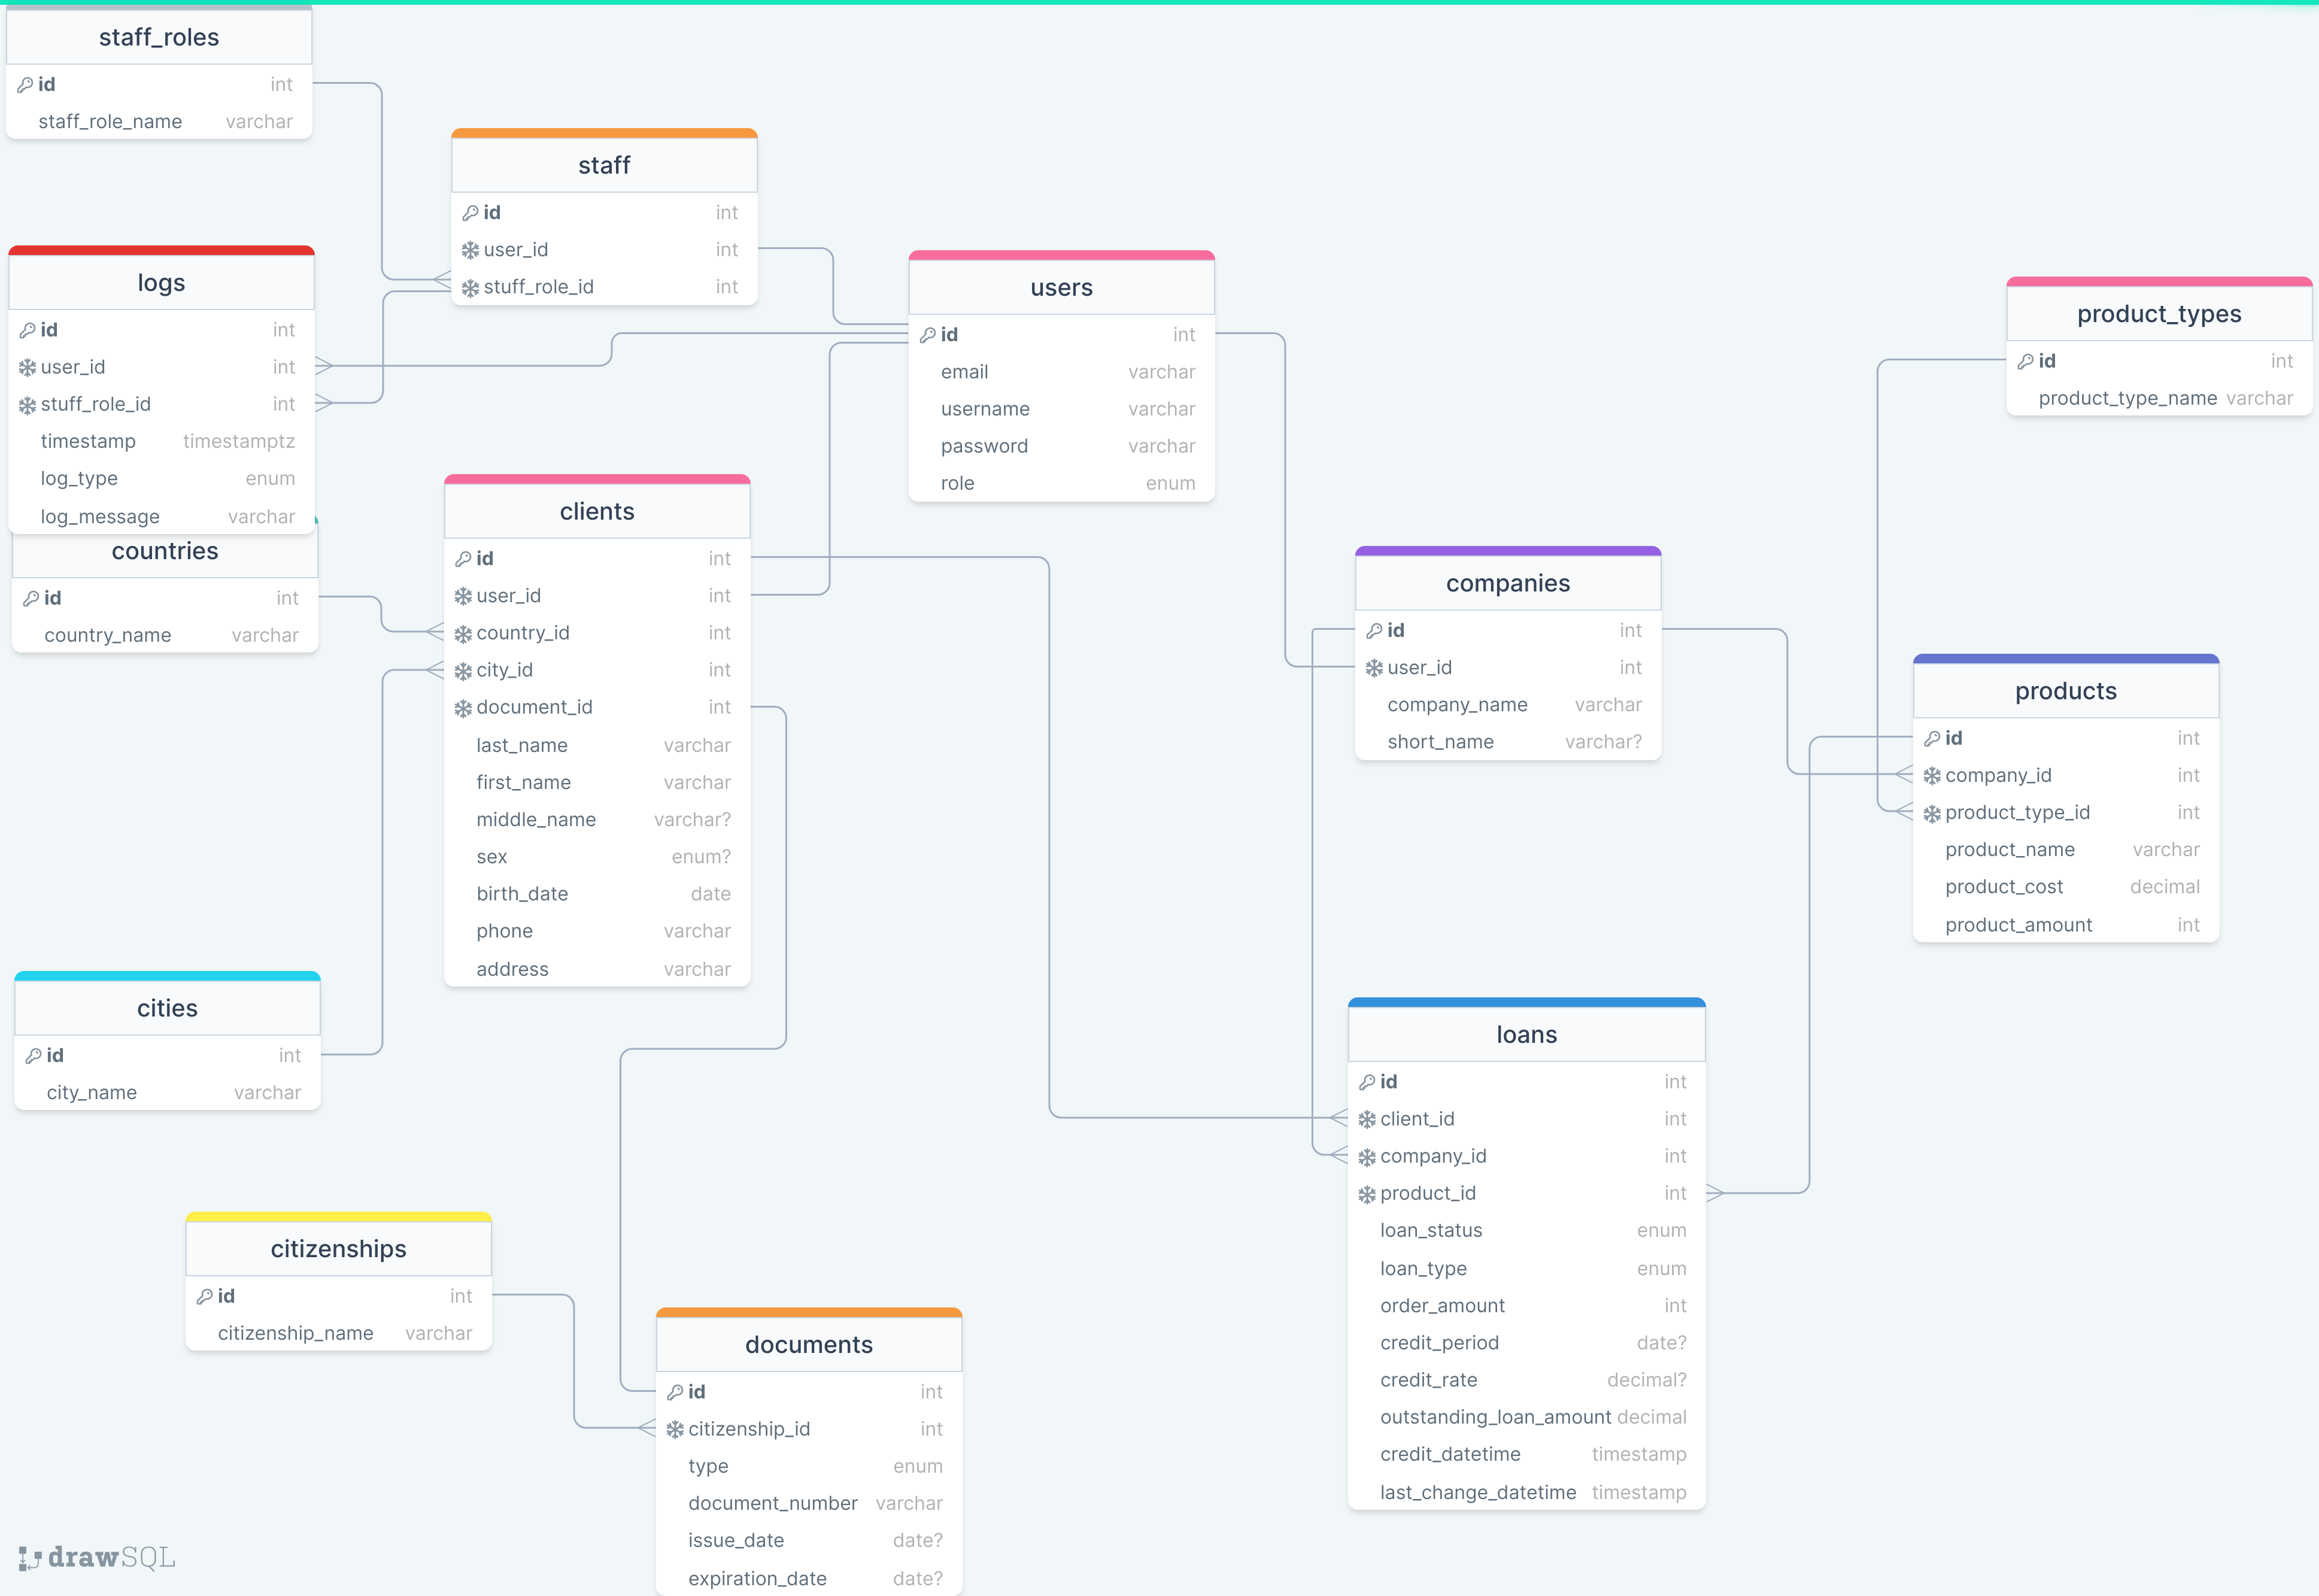 staff_roles
id int
staff_role_name varchar
staff
id int
user_id int
stuff_role_id int
logs
id int
user_id int
stuff_role_id int
timestamp timestamptz
log_type enum
log_message varchar
users
id int
email varchar
username varchar
password varchar
role enum
product_types
id int
product_type_name varchar
countries
id int
country_name varchar
clients
id int
user_id int
country_id int
city_id int
document_id int
last_name varchar
first_name varchar
middle_name varchar?
sex enum?
birth_date date
phone varchar
address varchar
companies
id int
user_id int
company_name varchar
short_name varchar?
products
id int
company_id int
product_type_id int
product_name varchar
product_cost decimal
product_amount int
cities
id int
city_name varchar
loans
id int
client_id int
company_id int
product_id int
loan_status enum
loan_type enum
order_amount int
credit_period date?
credit_rate decimal?
outstanding_loan_amount decimal
credit_datetime timestamp
last_change_datetime timestamp
citizenships
id int
citizenship_name varchar
documents
id int
citizenship_id int
type enum
document_number varchar
issue_date date?
expiration_date date?
drawSQL